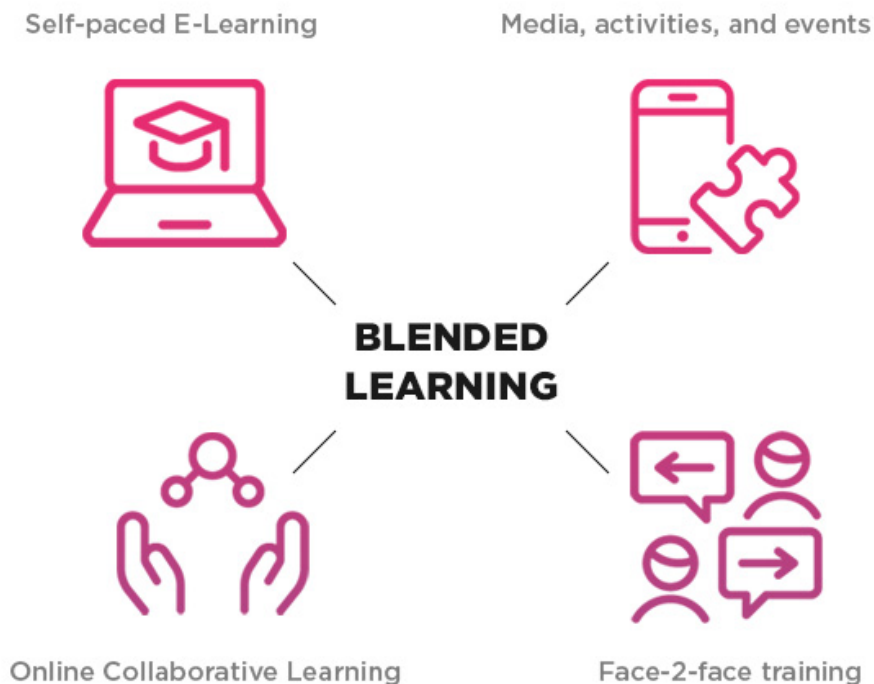 Self-paced E-Learning
Media, activities, and events
BLENDED
LEARNING
Online Collaborative Learning
Face-2-face training